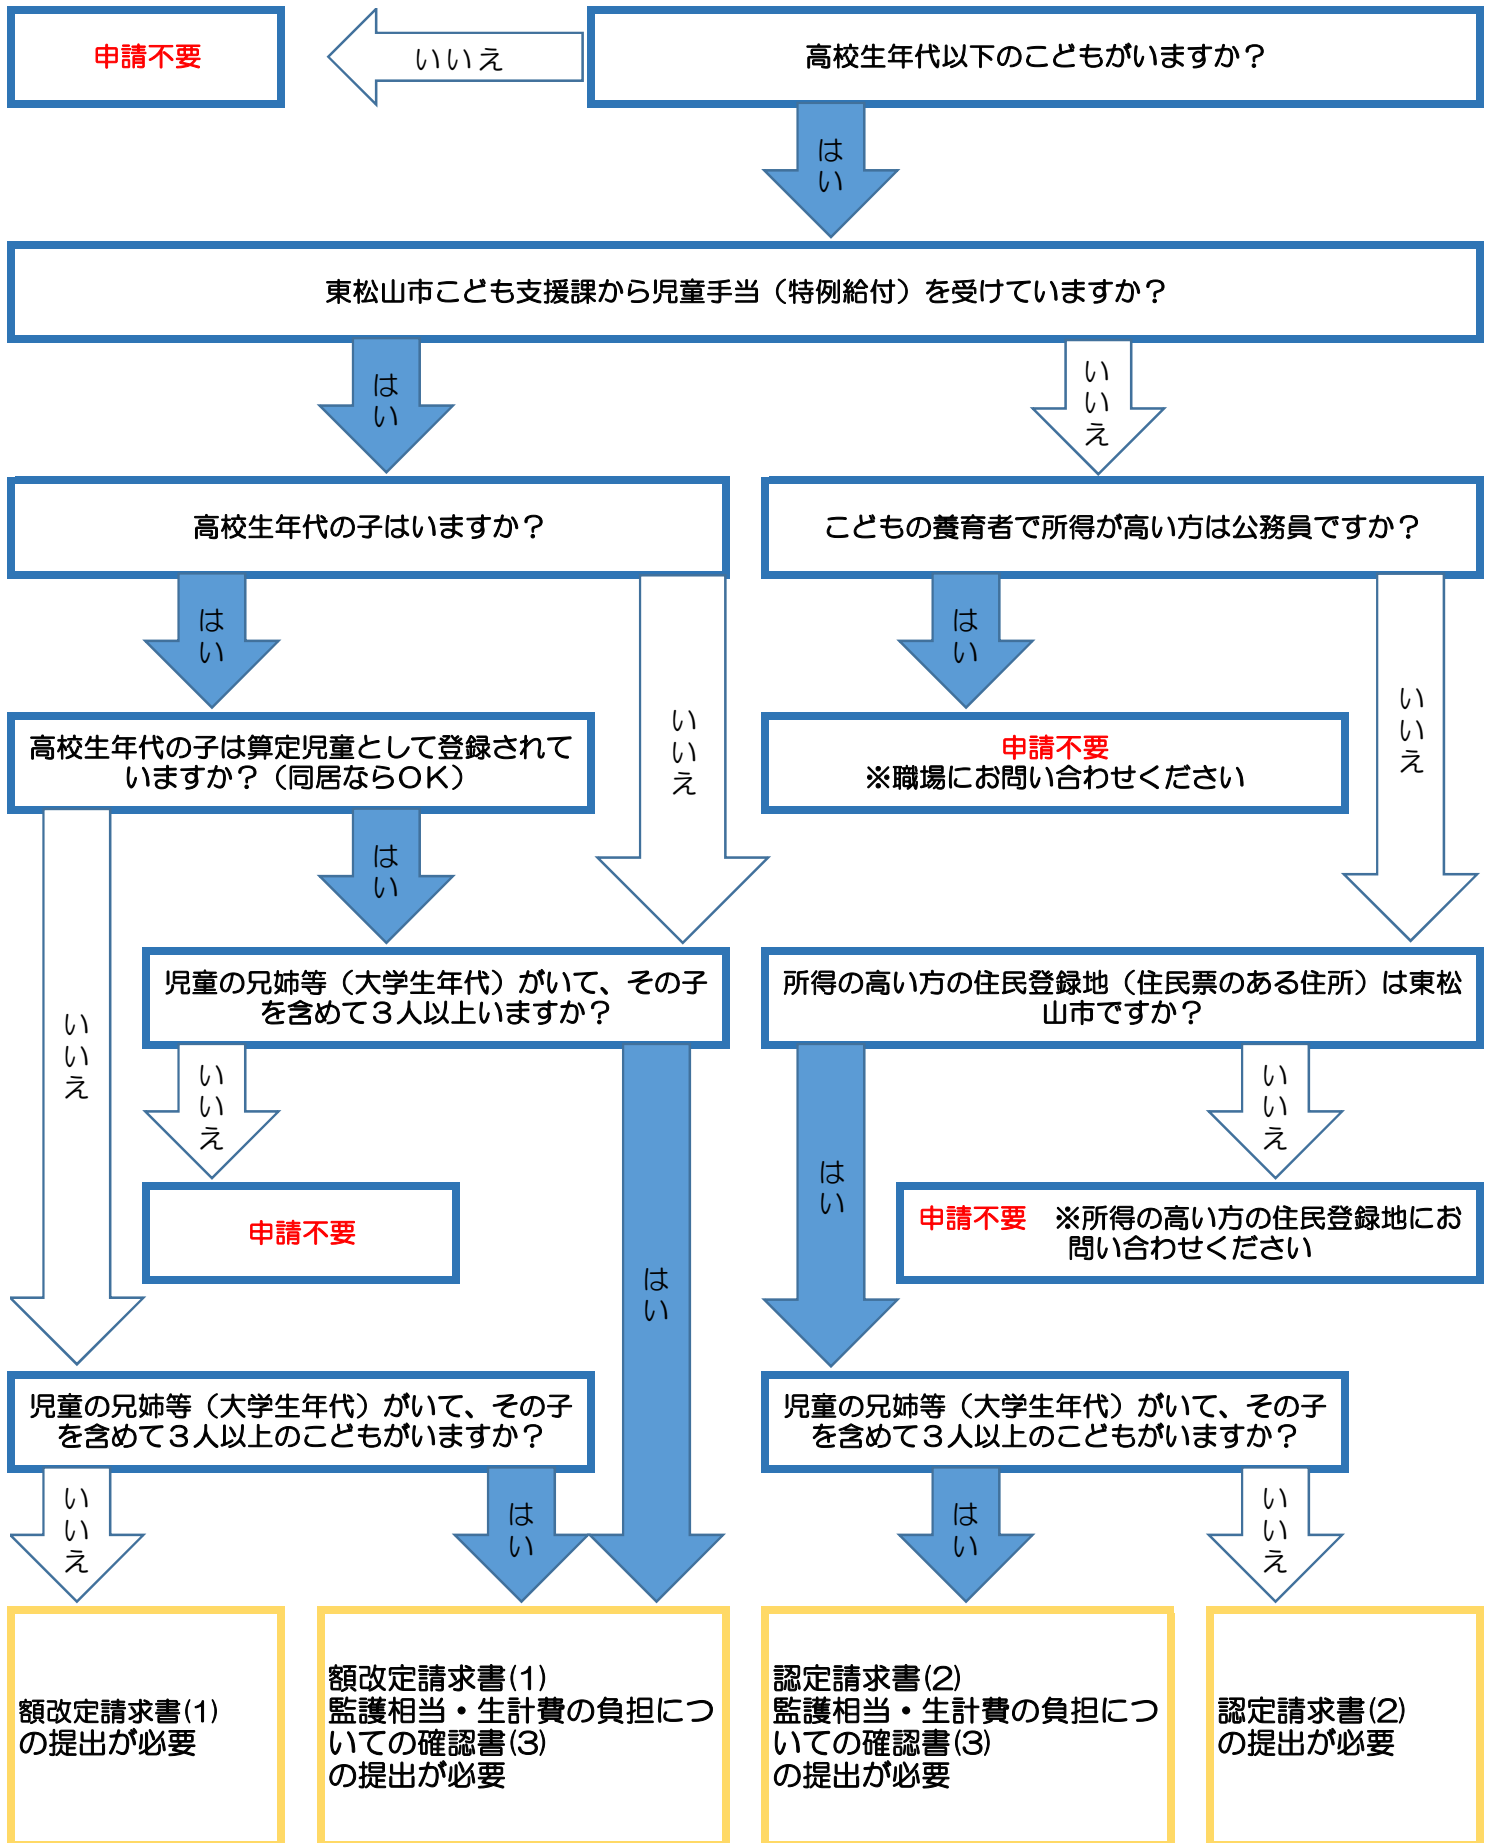 申請不要
いいえ
高校生年代以下のこどもがいますか？
はい
東松山市こども支援課から児童手当（特例給付）を受けていますか？
はい
いいえ
高校生年代の子はいますか？
こどもの養育者で所得が高い方は公務員ですか？
はい
いいえ
はい
いいえ
高校生年代の子は算定児童として登録されて
いますか？（同居ならＯＫ）
申請不要
※職場にお問い合わせください
いいえ
はい
児童の兄姉等（大学生年代）がいて、その子
を含めて３人以上いますか？
所得の高い方の住民登録地（住民票のある住所）は東松
山市ですか？
いいえ
はい
はい
いいえ
申請不要
申請不要　※所得の高い方の住民登録地にお
問い合わせください
児童の兄姉等（大学生年代）がいて、その子
を含めて３人以上のこどもがいますか？
児童の兄姉等（大学生年代）がいて、その子
を含めて３人以上のこどもがいますか？
いいえ
はい
はい
いいえ
額改定請求書(1)
の提出が必要
額改定請求書(1)
監護相当・生計費の負担につ
いての確認書(3)
の提出が必要
認定請求書(2)
監護相当・生計費の負担につ
いての確認書(3)
の提出が必要
認定請求書(2)
の提出が必要